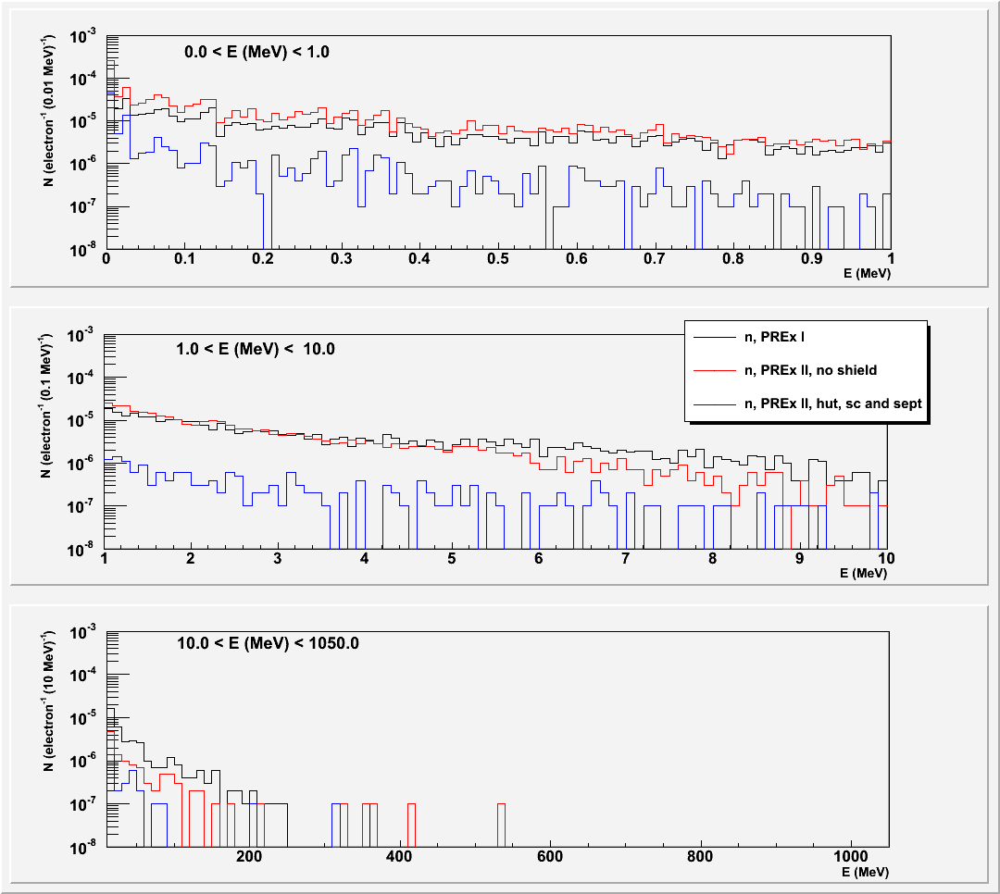 N (electron⁻¹ (0.01 MeV)⁻¹)
0.0 < E (MeV) < 1.0
10⁻³
10⁻⁴
10⁻⁵
10⁻⁶
10⁻⁷
10⁻⁸
0 0.1 0.2 0.3 0.4 0.5 0.6 0.7 0.8 0.9 1
E (MeV)
N (electron⁻¹ (0.1 MeV)⁻¹)
1.0 < E (MeV) < 10.0
10⁻³
10⁻⁴
10⁻⁵
10⁻⁶
10⁻⁷
10⁻⁸
n, PREx I
n, PREx II, no shield
n, PREx II, hut, sc and sept
1 2 3 4 5 6 7 8 9 10
E (MeV)
N (electron⁻¹ (10 MeV)⁻¹)
10.0 < E (MeV) < 1050.0
10⁻³
10⁻⁴
10⁻⁵
10⁻⁶
10⁻⁷
10⁻⁸
200 400 600 800 1000
E (MeV)